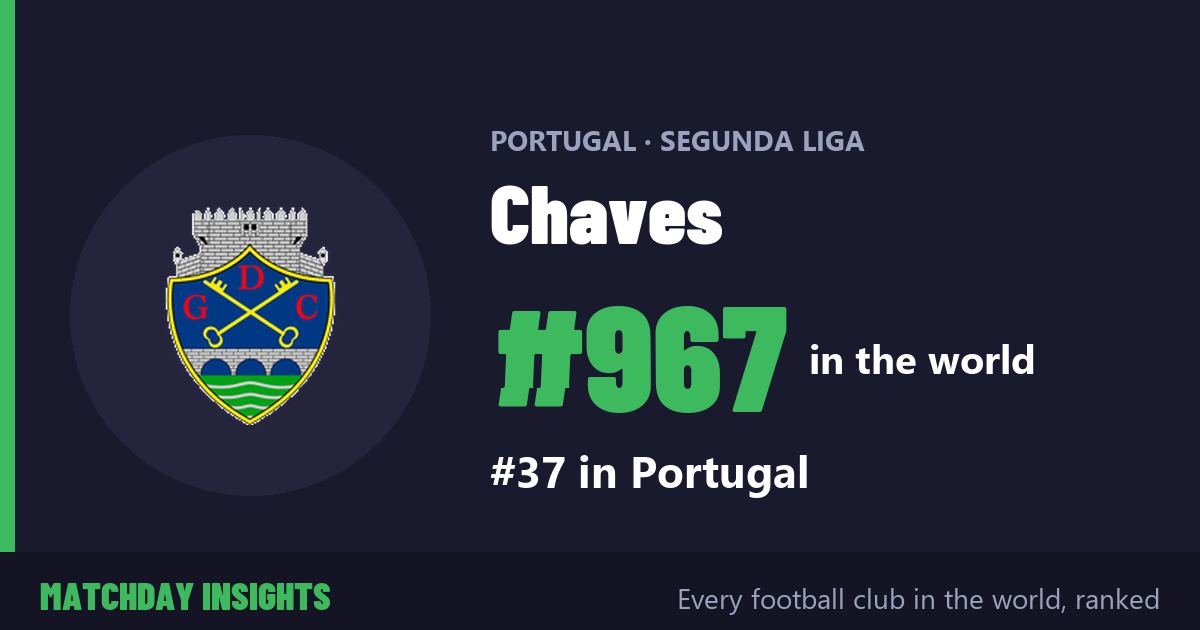 PORTUGAL · SEGUNDA LIGA
Chaves
#967 in the world
#37 in Portugal
D
G C
MATCHDAY INSIGHTS
Every football club in the world, ranked